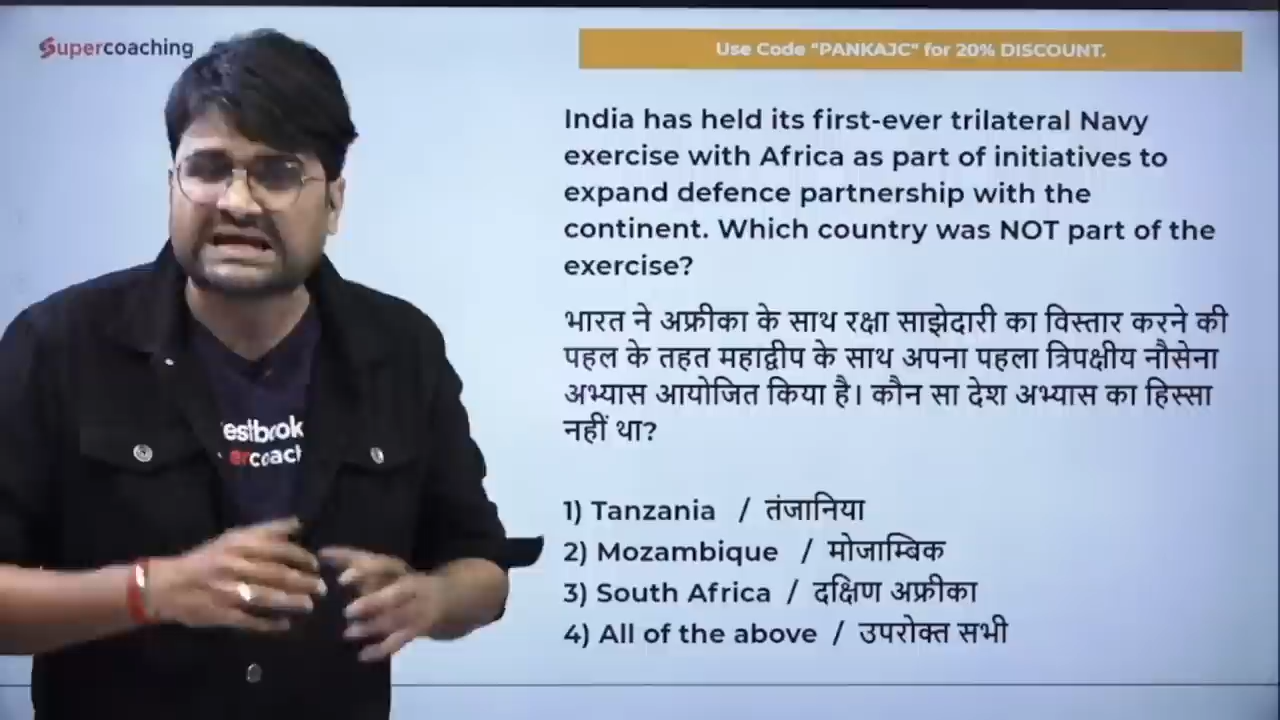 Supercoaching
Use Code "PANKAJC" for 20% DISCOUNT.
India has held its first-ever trilateral Navy
exercise with Africa as part of initiatives to
expand defence partnership with the
continent. Which country was NOT part of the
exercise?
भारत ने अफ्रीका के साथ रक्षा साझेदारी का विस्तार करने की
पहल के तहत महाद्वीप के साथ अपना पहला त्रिपक्षीय नौसेना
अभ्यास आयोजित किया है। कौन सा देश अभ्यास का हिस्सा
नहीं था?
1) Tanzania / तंजानिया
2) Mozambique / मोजाम्बिक
3) South Africa / दक्षिण अफ्रीका
4) All of the above / उपरोक्त सभी
estbook
ercoach